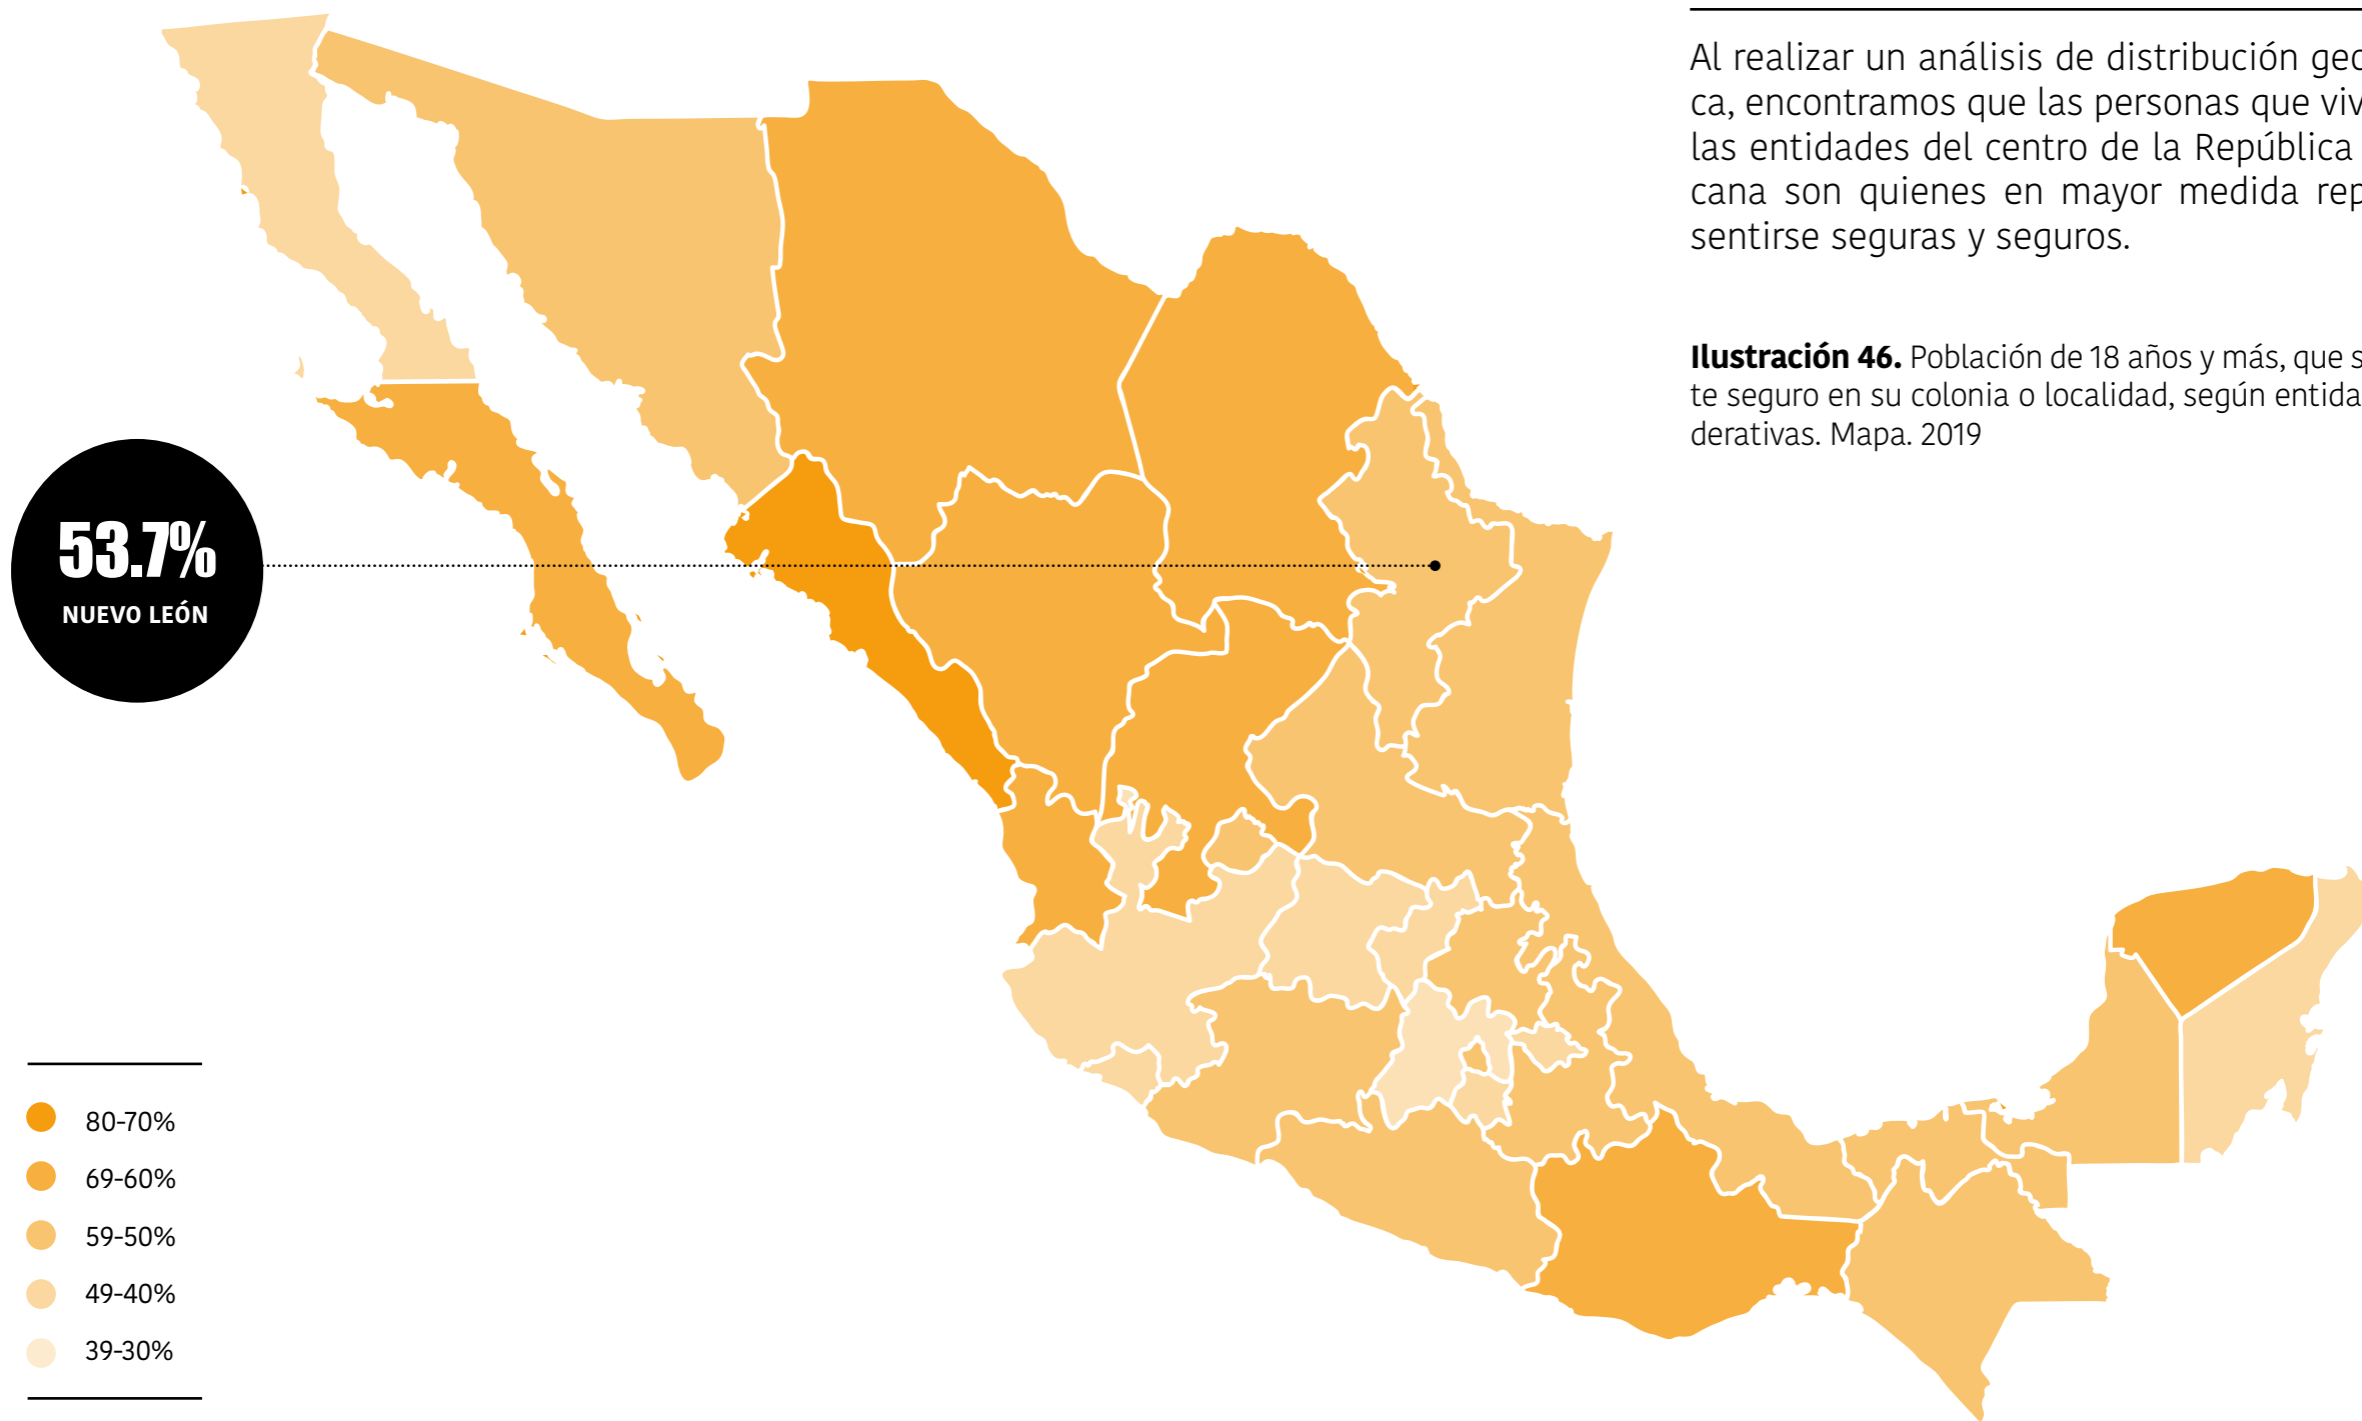 Al realizar un análisis de distribución geo
ca, encontramos que las personas que viv
las entidades del centro de la República
cana son quienes en mayor medida rep
sentirse seguras y seguros.
Ilustración 46. Población de 18 años y más, que s
te seguro en su colonia o localidad, según entida
derativas. Mapa. 2019
53.7%
NUEVO LEÓN
80-70%
69-60%
59-50%
49-40%
39-30%